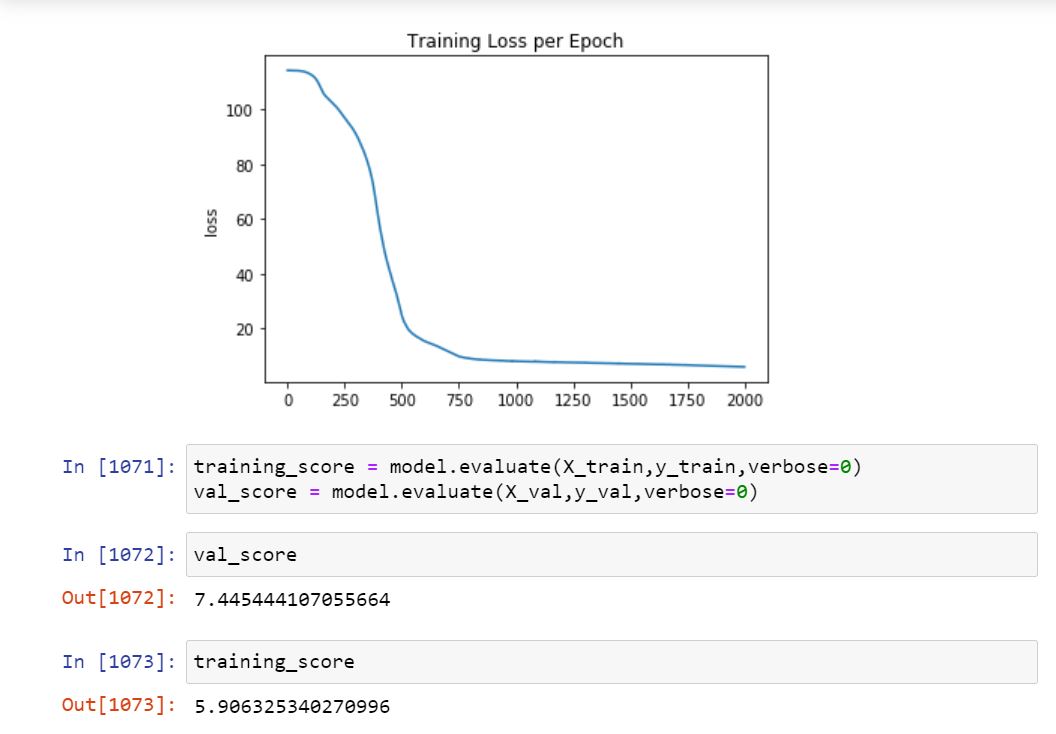 Training Loss per Epoch
100
80
60
40
20
loss
0 250 500 750 1000 1250 1500 1750 2000
In [1071]: training_score = model.evaluate(X_train,y_train,verbose=0)
val_score = model.evaluate(X_val,y_val,verbose=0)
In [1072]: val_score
Out[1072]: 7.445444107055664
In [1073]: training_score
Out[1073]: 5.906325340270996